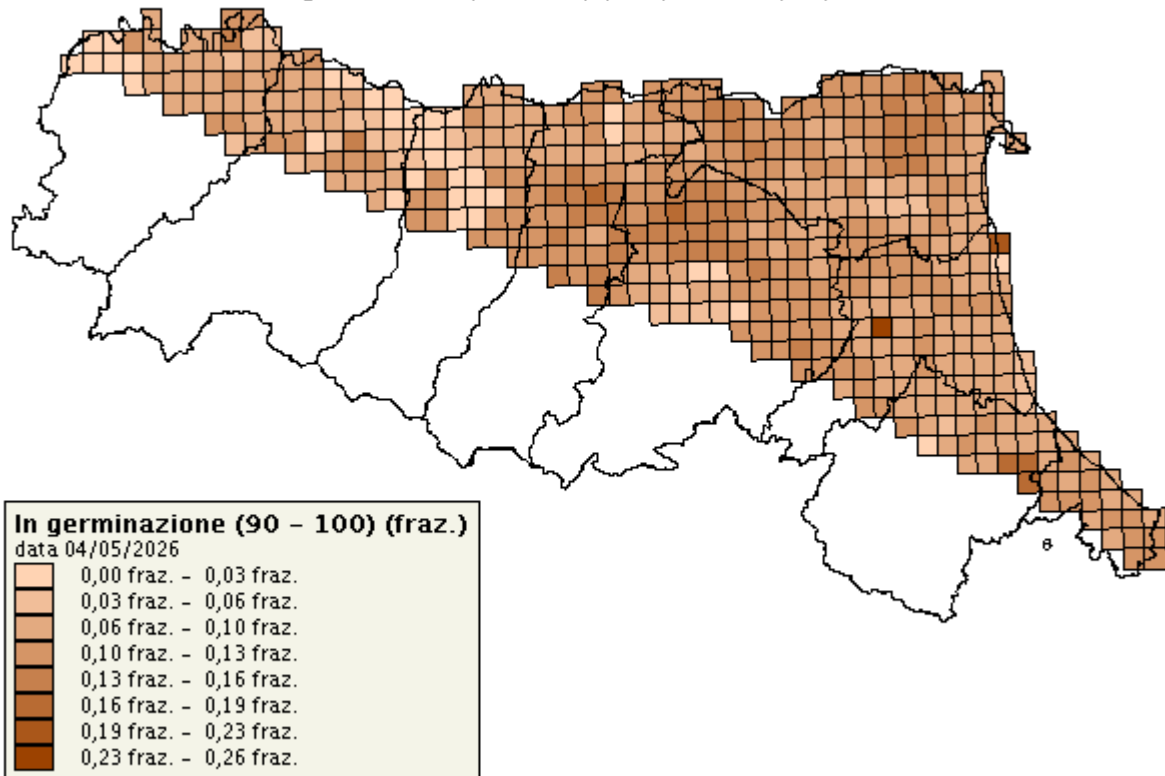 In germinazione (90 – 100) (fraz.)
data 04/05/2026
0,00 fraz. – 0,03 fraz.
0,03 fraz. – 0,06 fraz.
0,06 fraz. – 0,10 fraz.
0,10 fraz. – 0,13 fraz.
0,13 fraz. – 0,16 fraz.
0,16 fraz. – 0,19 fraz.
0,19 fraz. – 0,23 fraz.
0,23 fraz. – 0,26 fraz.